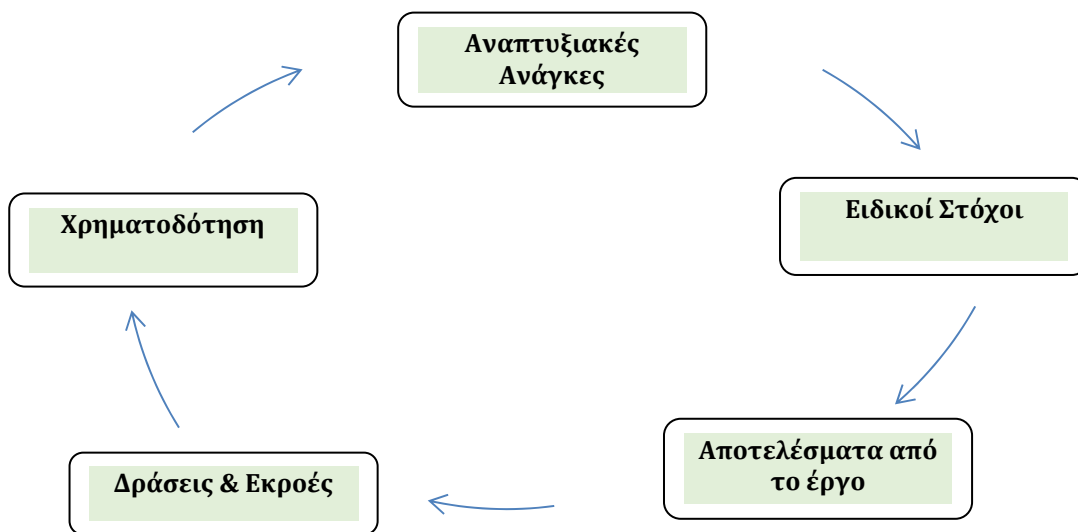 Αναπτυξιακές
Ανάγκες
Ειδικοί Στόχοι
Αποτελέσματα από
το έργο
Δράσεις & Εκροές
Χρηματοδότηση